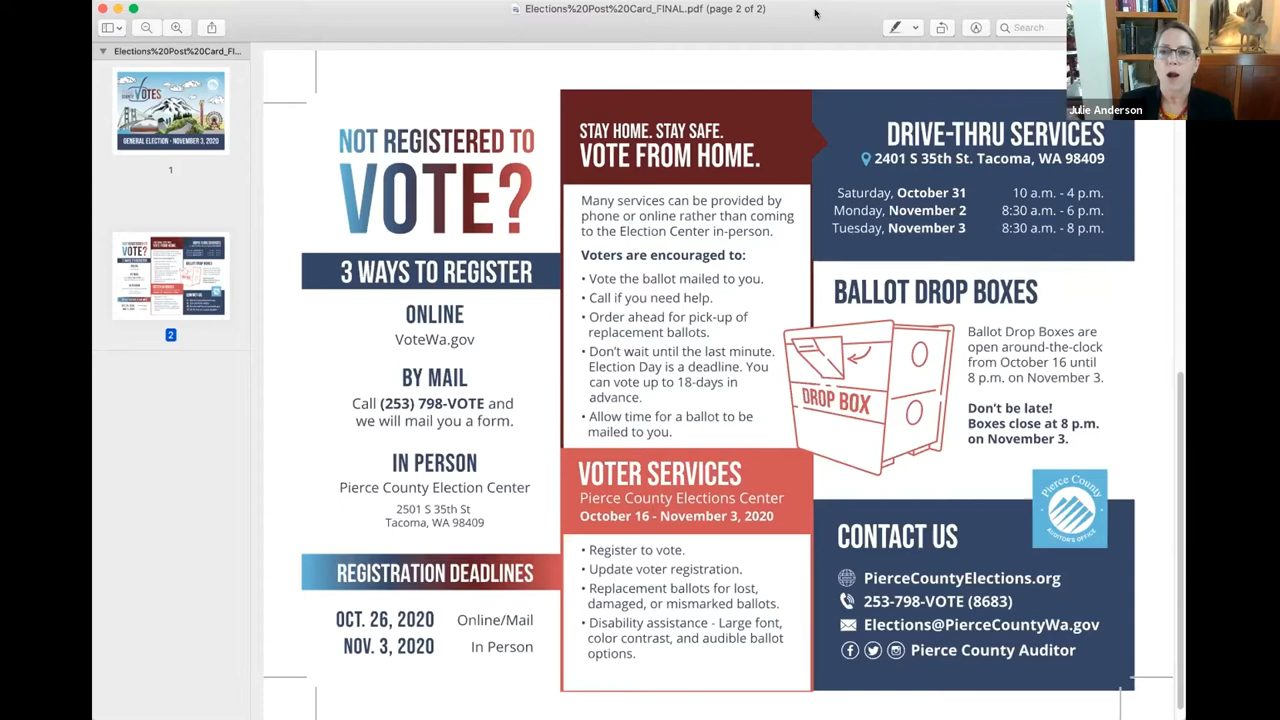 Elections%20Post%20Card_FINAL.pdf (page 2 of 2)
Search
Julie Anderson
Elections%20Post%20Card_FI...
VOTES
GENERAL ELECTION - NOVEMBER 3, 2020
1
2
NOT REGISTERED TO
VOTE?
3 WAYS TO REGISTER
ONLINE
VoteWa.gov
BY MAIL
Call (253) 798-VOTE and
we will mail you a form.
IN PERSON
Pierce County Election Center
2501 S 35th St
Tacoma, WA 98409
REGISTRATION DEADLINES
OCT. 26, 2020 Online/Mail
NOV. 3, 2020 In Person
STAY HOME. STAY SAFE.
VOTE FROM HOME.
Many services can be provided by
phone or online rather than coming
to the Election Center in-person.
Voters are encouraged to:
• Vote the ballot mailed to you.
• Call if you need help.
• Order ahead for pick-up of
replacement ballots.
• Don't wait until the last minute.
Election Day is a deadline. You
can vote up to 18-days in
advance.
• Allow time for a ballot to be
mailed to you.
VOTER SERVICES
Pierce County Elections Center
October 16 - November 3, 2020
• Register to vote.
• Update voter registration.
• Replacement ballots for lost,
damaged, or mismarked ballots.
• Disability assistance - Large font,
color contrast, and audible ballot
options.
DRIVE-THRU SERVICES
2401 S 35th St. Tacoma, WA 98409
Saturday, October 31 10 a.m. - 4 p.m.
Monday, November 2 8:30 a.m. - 6 p.m.
Tuesday, November 3 8:30 a.m. - 8 p.m.
BALLOT DROP BOXES
DROP BOX
Ballot Drop Boxes are
open around-the-clock
from October 16 until
8 p.m. on November 3.
Don't be late!
Boxes close at 8 p.m.
on November 3.
Pierce County
AUDITOR'S OFFICE
CONTACT US
PierceCountyElections.org
253-798-VOTE (8683)
Elections@PierceCountyWa.gov
Pierce County Auditor